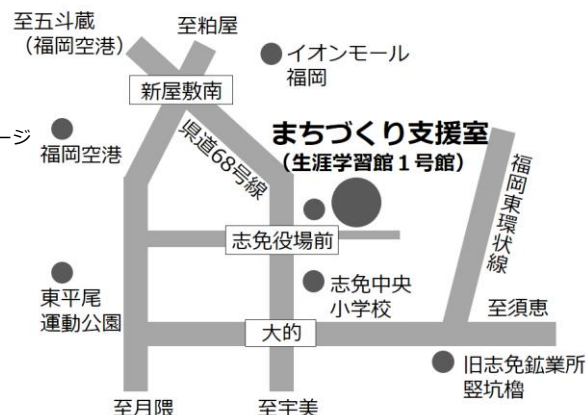 至五斗蔵
（福岡空港）
至粕屋
イオンモール
福岡
新屋敷南
ージ
福岡空港
県道68号線
まちづくり支援室
（生涯学習館１号館）
福岡東環状線
志免役場前
東平尾
運動公園
志免中央
小学校
至須恵
大的
旧志免鉱業所
竪坑櫓
至月隈
至宇美